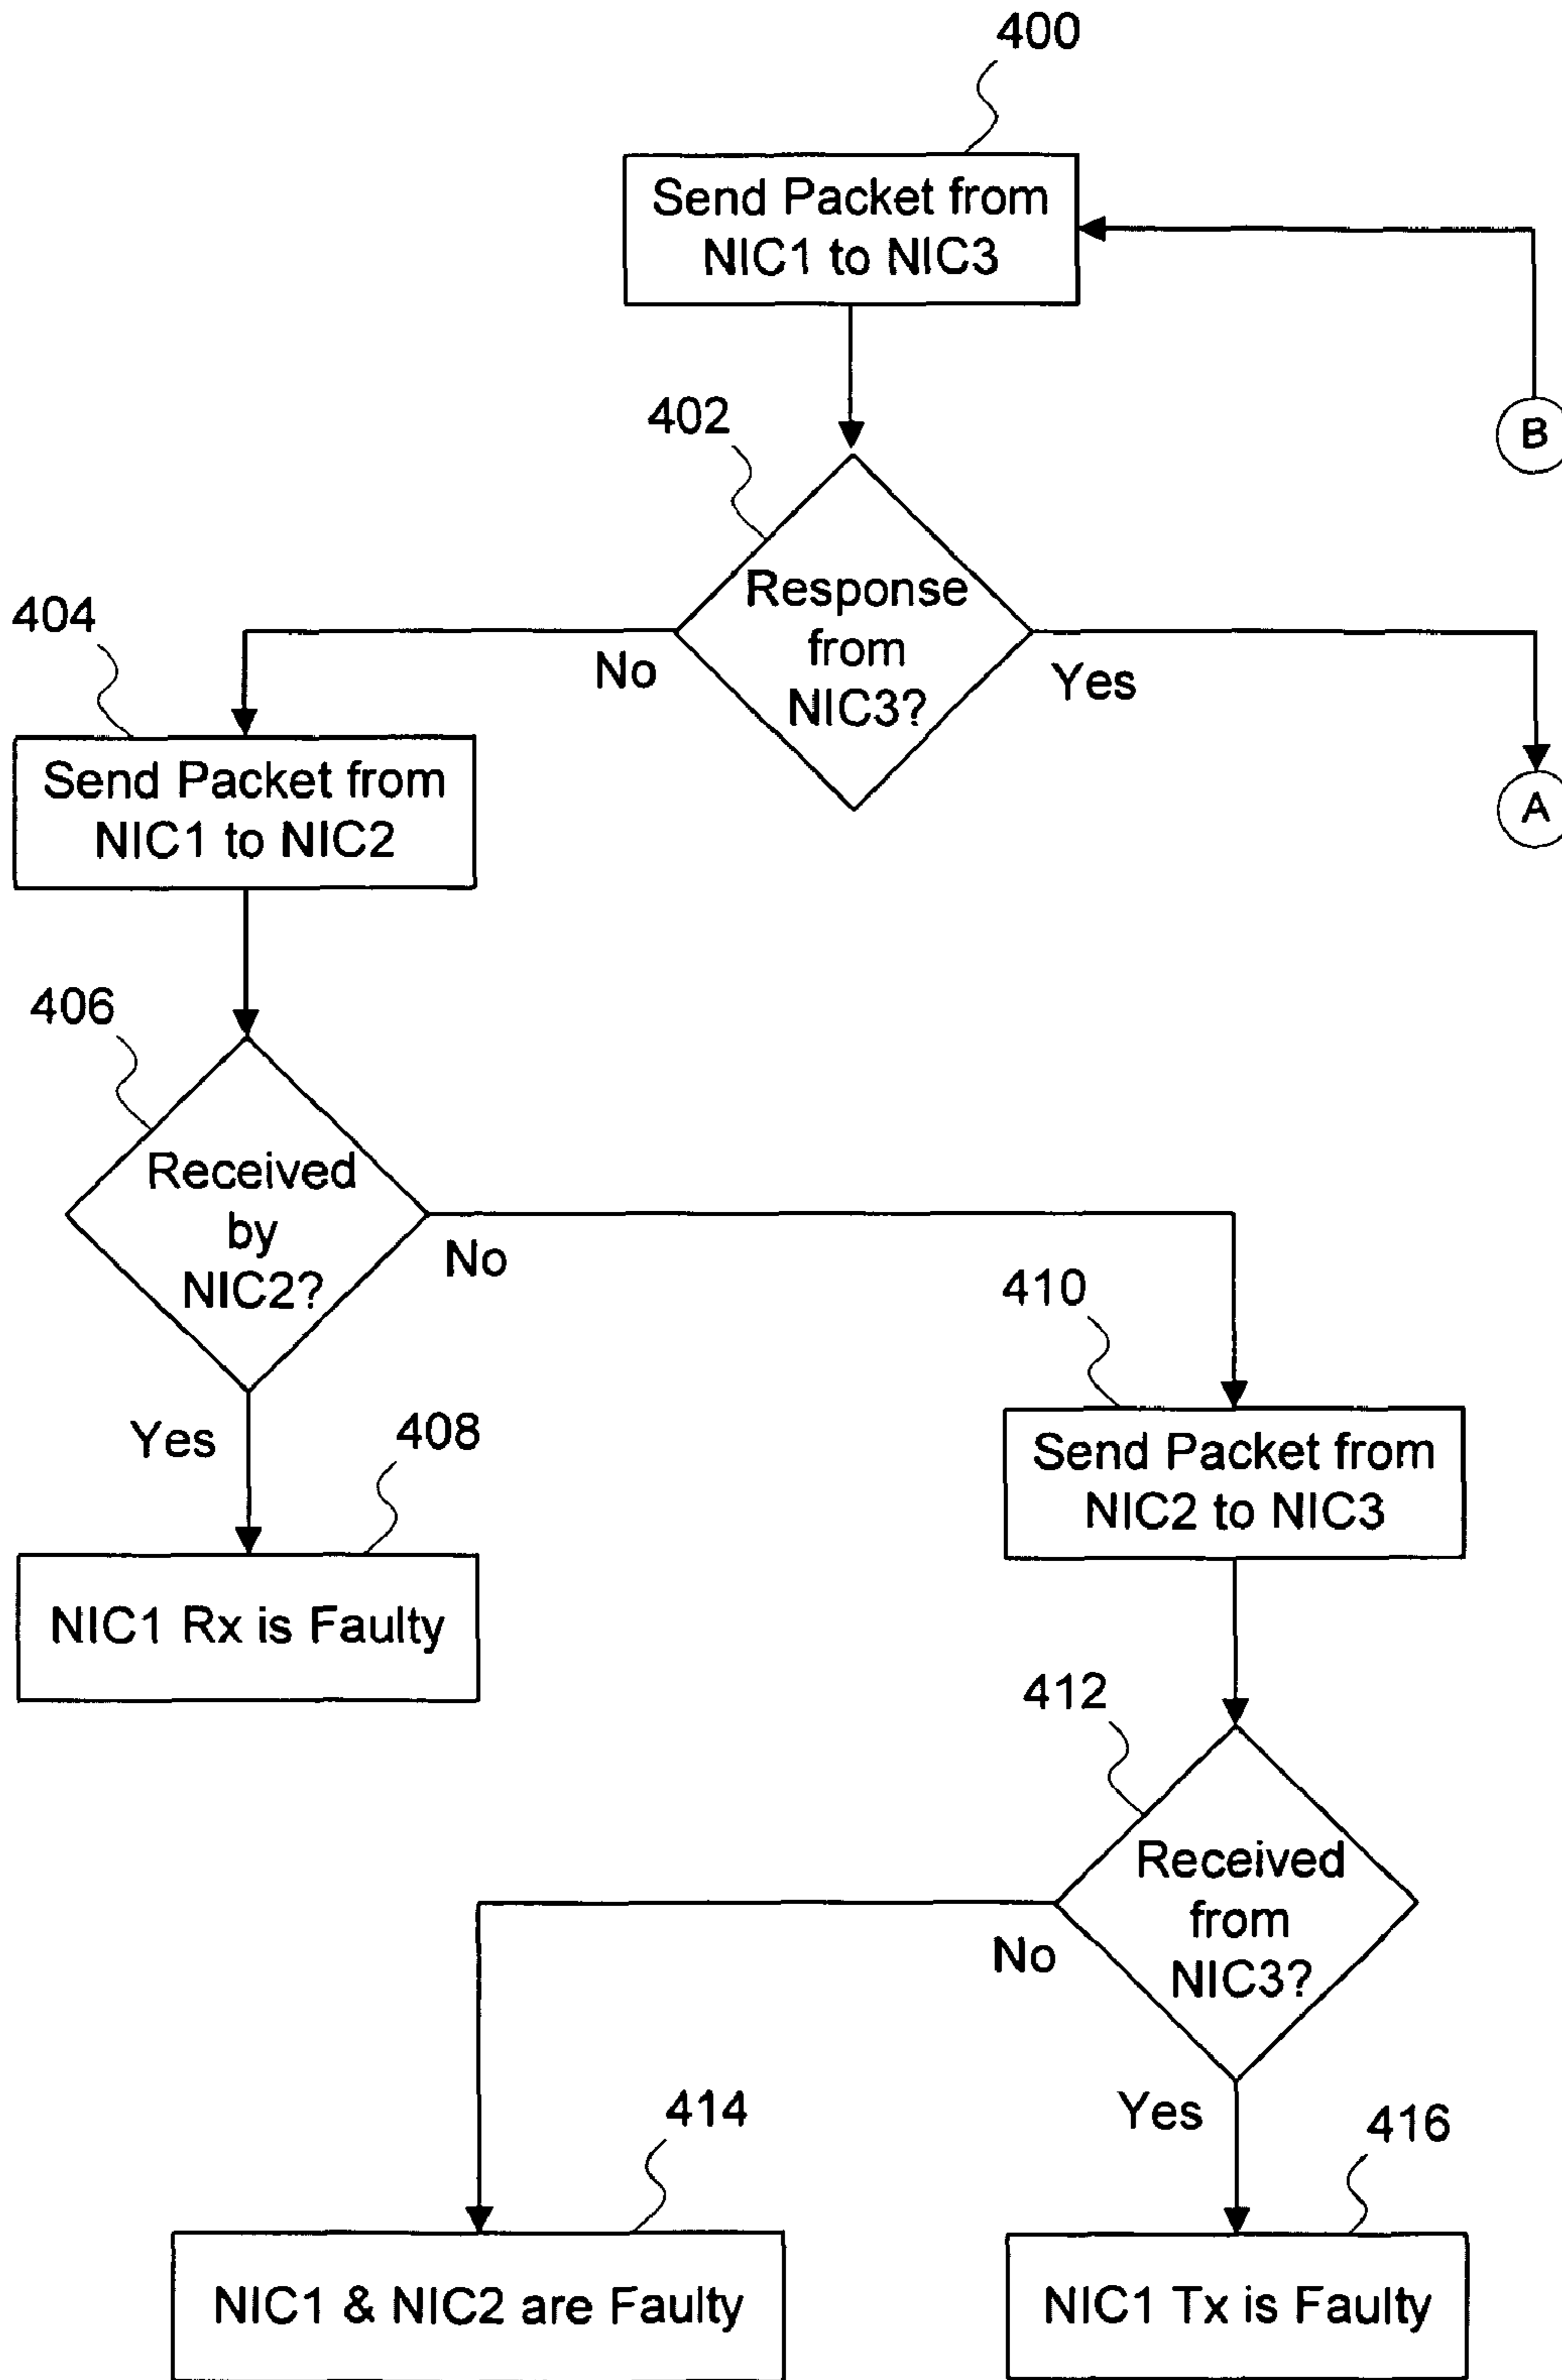 400
Send Packet from
NIC1 to NIC3
B
402
Response
from
NIC3?
No
Yes
A
404
Send Packet from
NIC1 to NIC2
406
Received
by
NIC2?
No
Yes
408
NIC1 Rx is Faulty
410
Send Packet from
NIC2 to NIC3
412
Received
from
NIC3?
No
Yes
414
NIC1 & NIC2 are Faulty
416
NIC1 Tx is Faulty